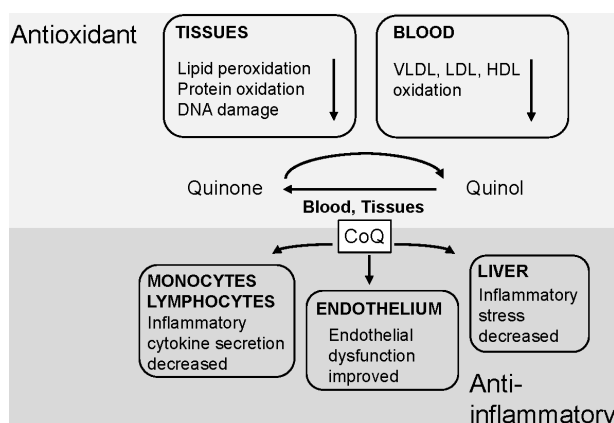 Antioxidant
TISSUES
Lipid peroxidation
Protein oxidation
DNA damage
BLOOD
VLDL, LDL, HDL
oxidation
Quinone
Quinol
Blood, Tissues
CoQ
MONOCYTES
LYMPHOCYTES
Inflammatory
cytokine secretion
decreased
ENDOTHELIUM
Endothelial
dysfunction
improved
LIVER
Inflammatory
stress
decreased
Anti-
inflammatory